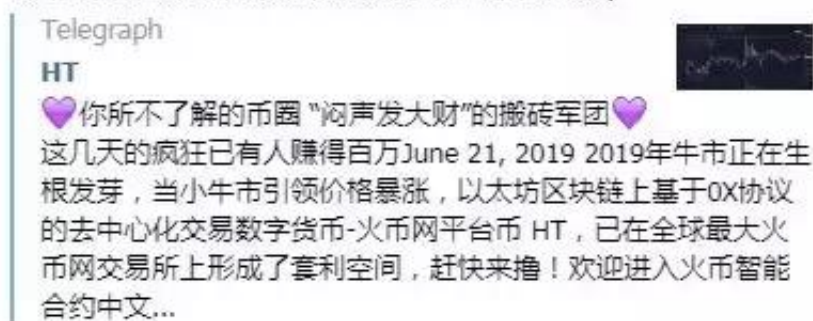 Telegraph
HT
💜你所不了解的币圈 “闷声发大财”的搬砖军团💜
这几天的疯狂已有人赚得百万June 21, 2019 2019年牛市正在生
根发芽，当小牛市引领价格暴涨，以太坊区块链上基于0X协议
的去中心化交易数字货币-火币网平台币 HT，已在全球最大火
币网交易所上形成了套利空间，赶快来撸！欢迎进入火币智能
合约中文...